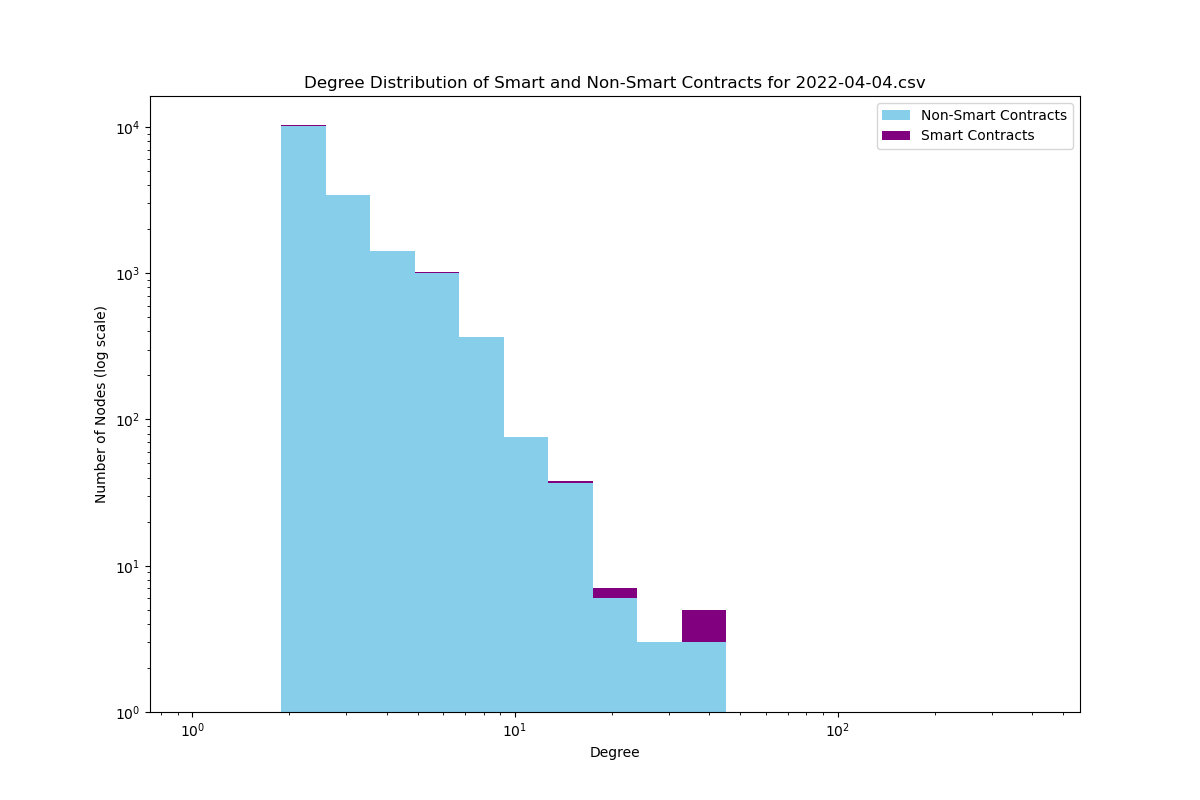 Degree Distribution of Smart and Non-Smart Contracts for 2022-04-04.csv
Non-Smart Contracts
Smart Contracts
Number of Nodes (log scale)
10⁴
10³
10²
10¹
10⁰
10⁰ 10¹ 10²
Degree